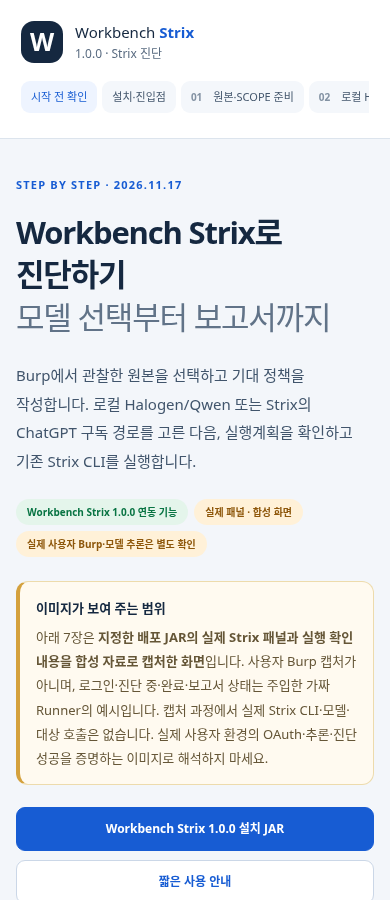 W
Workbench Strix
1.0.0 · Strix 진단
시작 전 확인
설치·진입점
01 원본·SCOPE 준비
02 로컬
STEP BY STEP · 2026.11.17
Workbench Strix로
진단하기
모델 선택부터 보고서까지
Burp에서 관찰한 원본을 선택하고 기대 정책을
작성합니다. 로컬 Halogen/Qwen 또는 Strix의
ChatGPT 구독 경로를 고른 다음, 실행계획을 확인하고
기존 Strix CLI를 실행합니다.
Workbench Strix 1.0.0 연동 기능
실제 패널 · 합성 화면
실제 사용자 Burp·모델 추론은 별도 확인
이미지가 보여 주는 범위
아래 7장은 지정한 배포 JAR의 실제 Strix 패널과 실행 확인
내용을 합성 자료로 캡처한 화면입니다. 사용자 Burp 캡처가
아니며, 로그인·진단 중·완료·보고서 상태는 주입한 가짜
Runner의 예시입니다. 캡처 과정에서 실제 Strix CLI·모델·
대상 호출은 없습니다. 실제 사용자 환경의 OAuth·추론·진단
성공을 증명하는 이미지로 해석하지 마세요.
Workbench Strix 1.0.0 설치 JAR
짧은 사용 안내